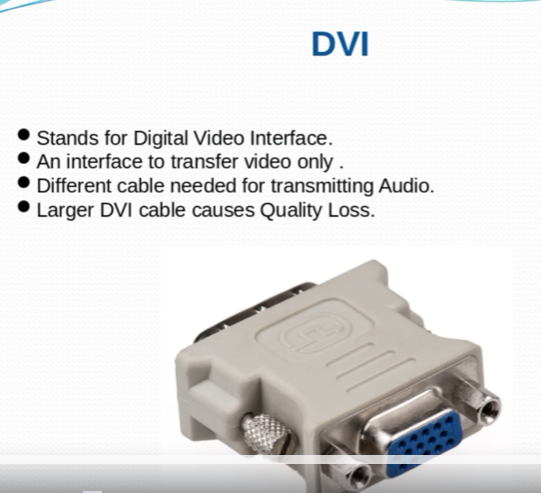 DVI
Stands for Digital Video Interface.
An interface to transfer video only .
Different cable needed for transmitting Audio.
Larger DVI cable causes Quality Loss.